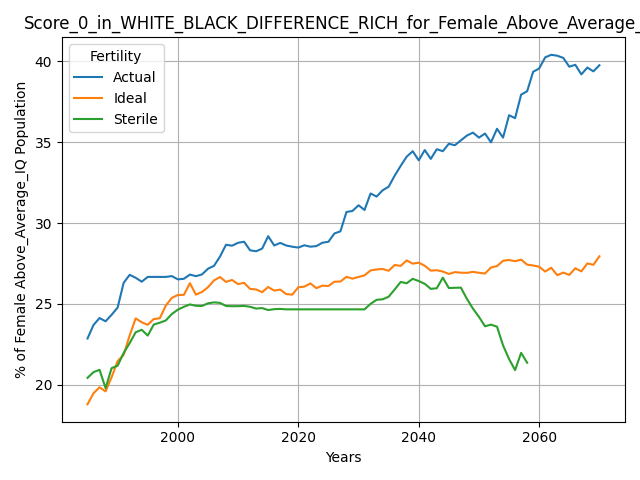 Score_0_in_WHITE_BLACK_DIFFERENCE_RICH_for_Female_Above_Average_
Fertility
Actual
Ideal
Sterile
% of Female Above_Average_IQ Population
40
35
30
25
20
2000
2020
2040
2060
Years